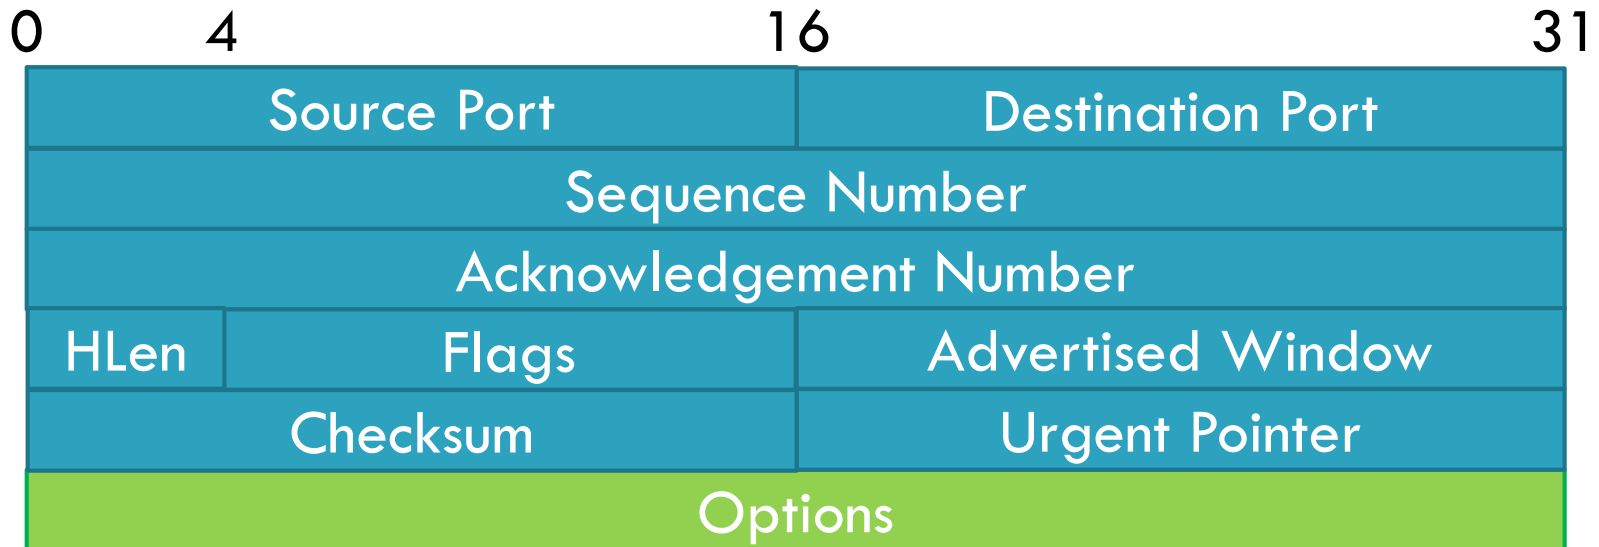 0 4 16 31
Source Port Destination Port
Sequence Number
Acknowledgement Number
HLen Flags Advertised Window
Checksum Urgent Pointer
Options